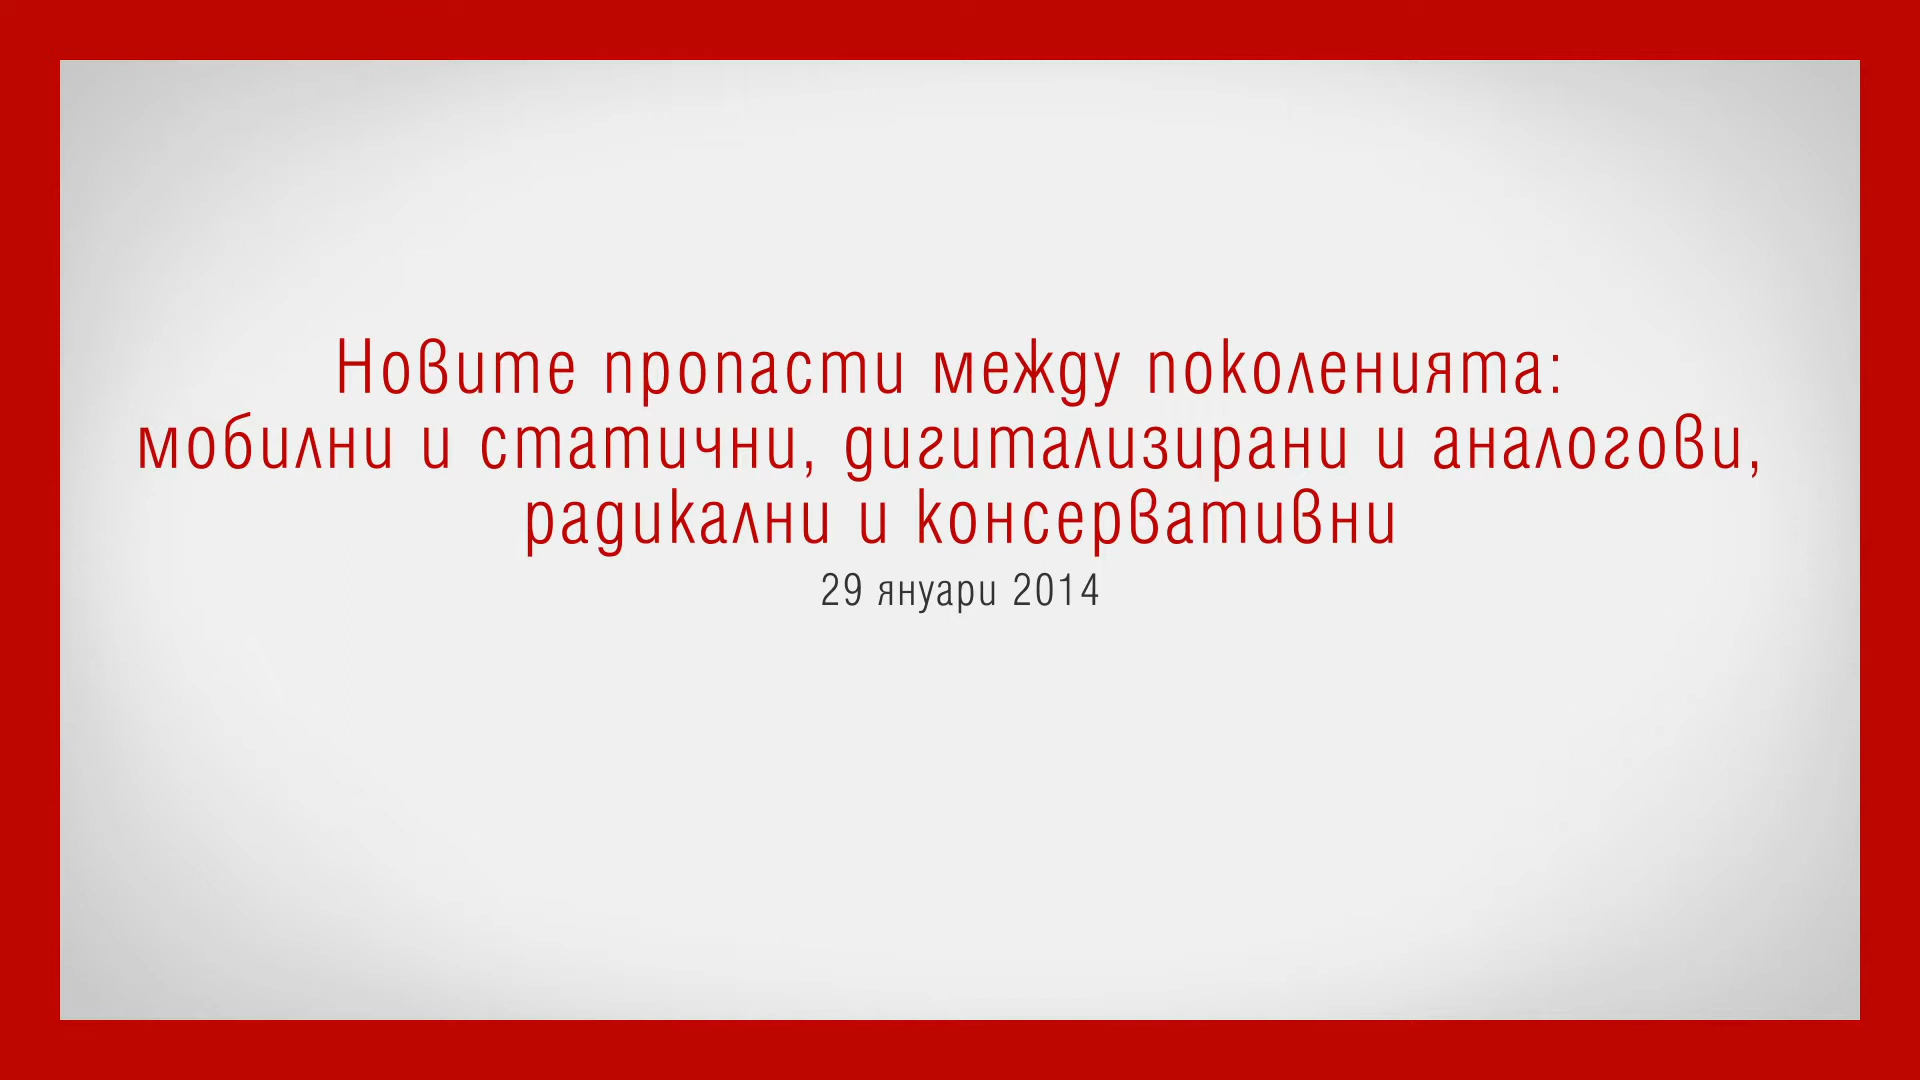 Новите пропасти между поколенията:
мобилни и статични, дигитализирани и аналогови,
радикални и консервативни
29 януари 2014